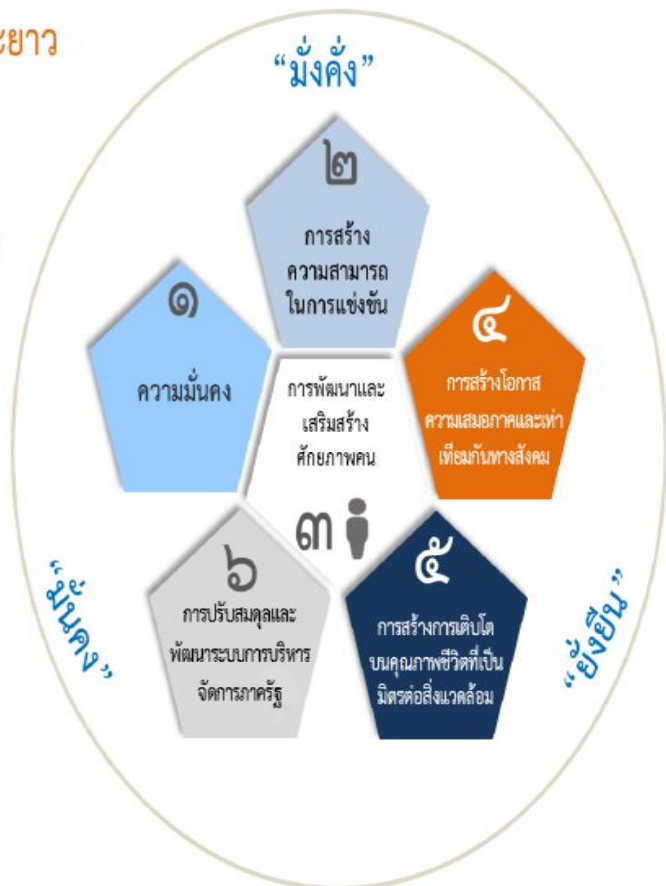 ะยาว
“มั่งคั่ง”
๒
การสร้าง
ความสามารถ
ในการแข่งขัน
๑
ความมั่นคง
๔
การสร้างโอกาส
ความเสมอภาคและเท่า
เทียมกันทางสังคม
การพัฒนาและ
เสริมสร้าง
ศักยภาพคน
๓
๖
การปรับสมดุลและ
พัฒนาระบบการบริหาร
จัดการภาครัฐ
๕
การสร้างการเติบโต
บนคุณภาพชีวิตที่เป็น
มิตรต่อสิ่งแวดล้อม
“มั่นคง”
“ยั่งยืน”